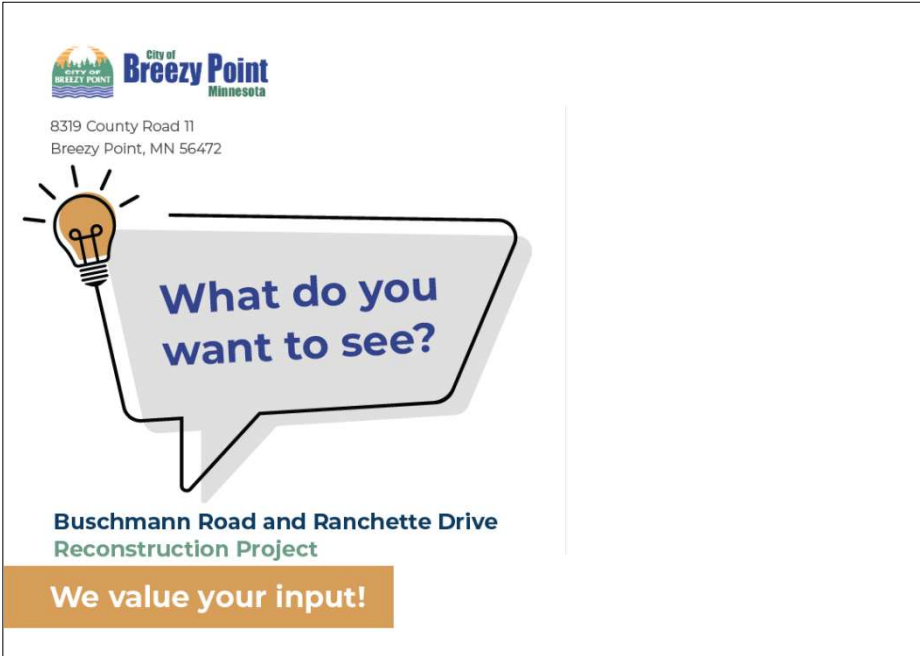 CITY OF
BREEZY POINT
City of
Breezy Point
Minnesota
8319 County Road 11
Breezy Point, MN 56472
What do you
want to see?
Buschmann Road and Ranchette Drive
Reconstruction Project
We value your input!